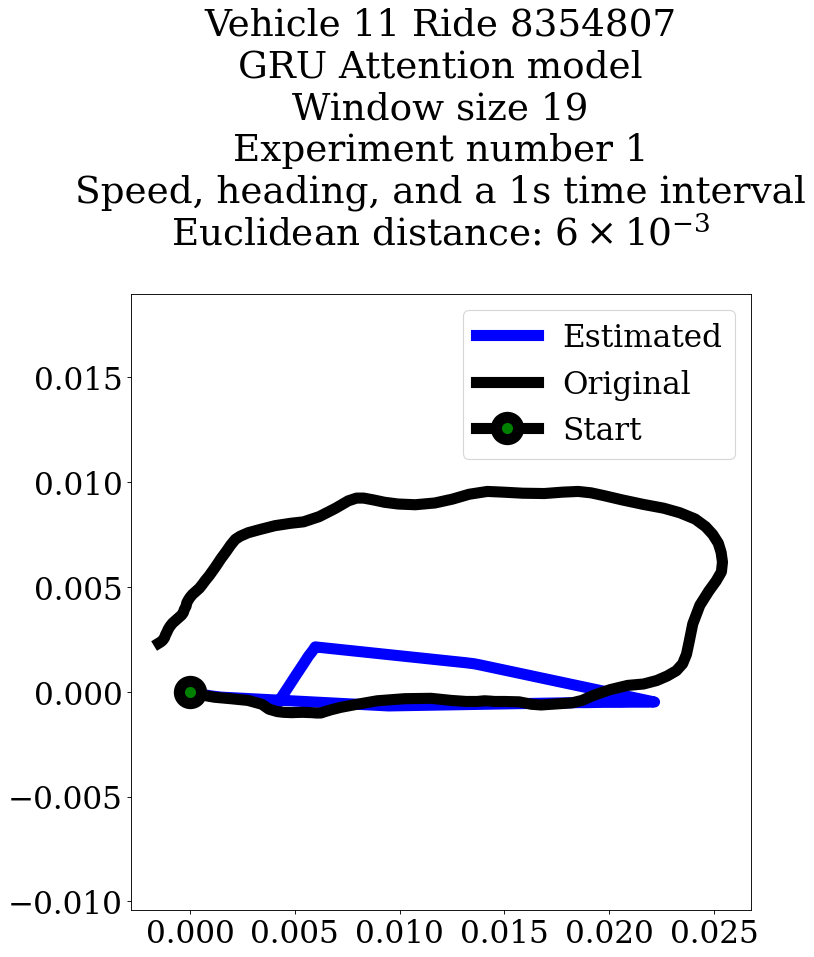 Vehicle 11 Ride 8354807
GRU Attention model
Window size 19
Experiment number 1
Speed, heading, and a 1s time interval
Euclidean distance: 6 × 10⁻³
Estimated
Original
Start
0.015
0.010
0.005
0.000
−0.005
−0.010
0.000 0.005 0.010 0.015 0.020 0.025